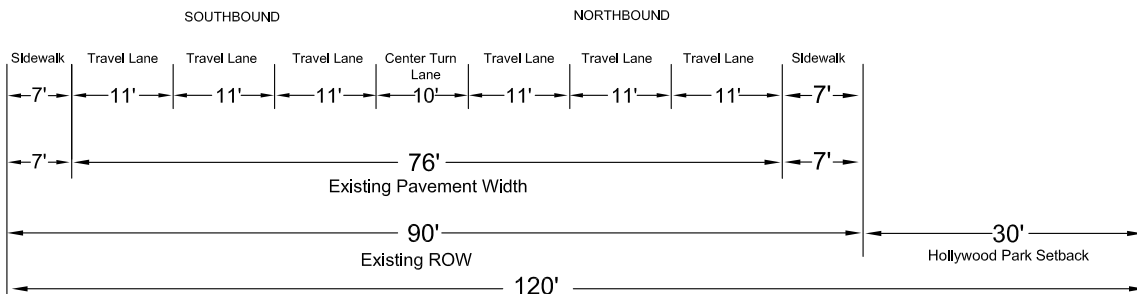 SOUTHBOUND NORTHBOUND
Sidewalk Travel Lane Travel Lane Travel Lane Center Turn Lane Travel Lane Travel Lane Travel Lane Sidewalk
7' 11' 11' 11' 10' 11' 11' 11' 7'
7' 76' 7'
Existing Pavement Width
90' 30'
Existing ROW Hollywood Park Setback
120'